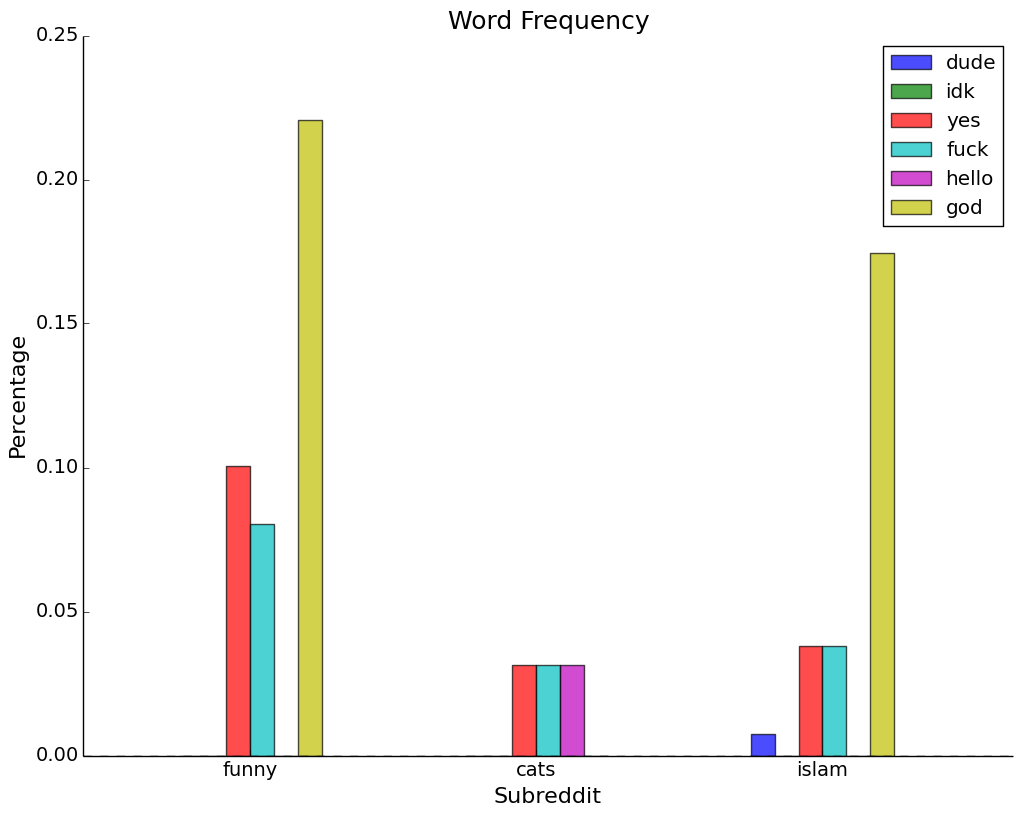 Word Frequency
0.25
0.20
0.15
0.10
0.05
0.00
Percentage
dude
idk
yes
fuck
hello
god
funny cats islam
Subreddit